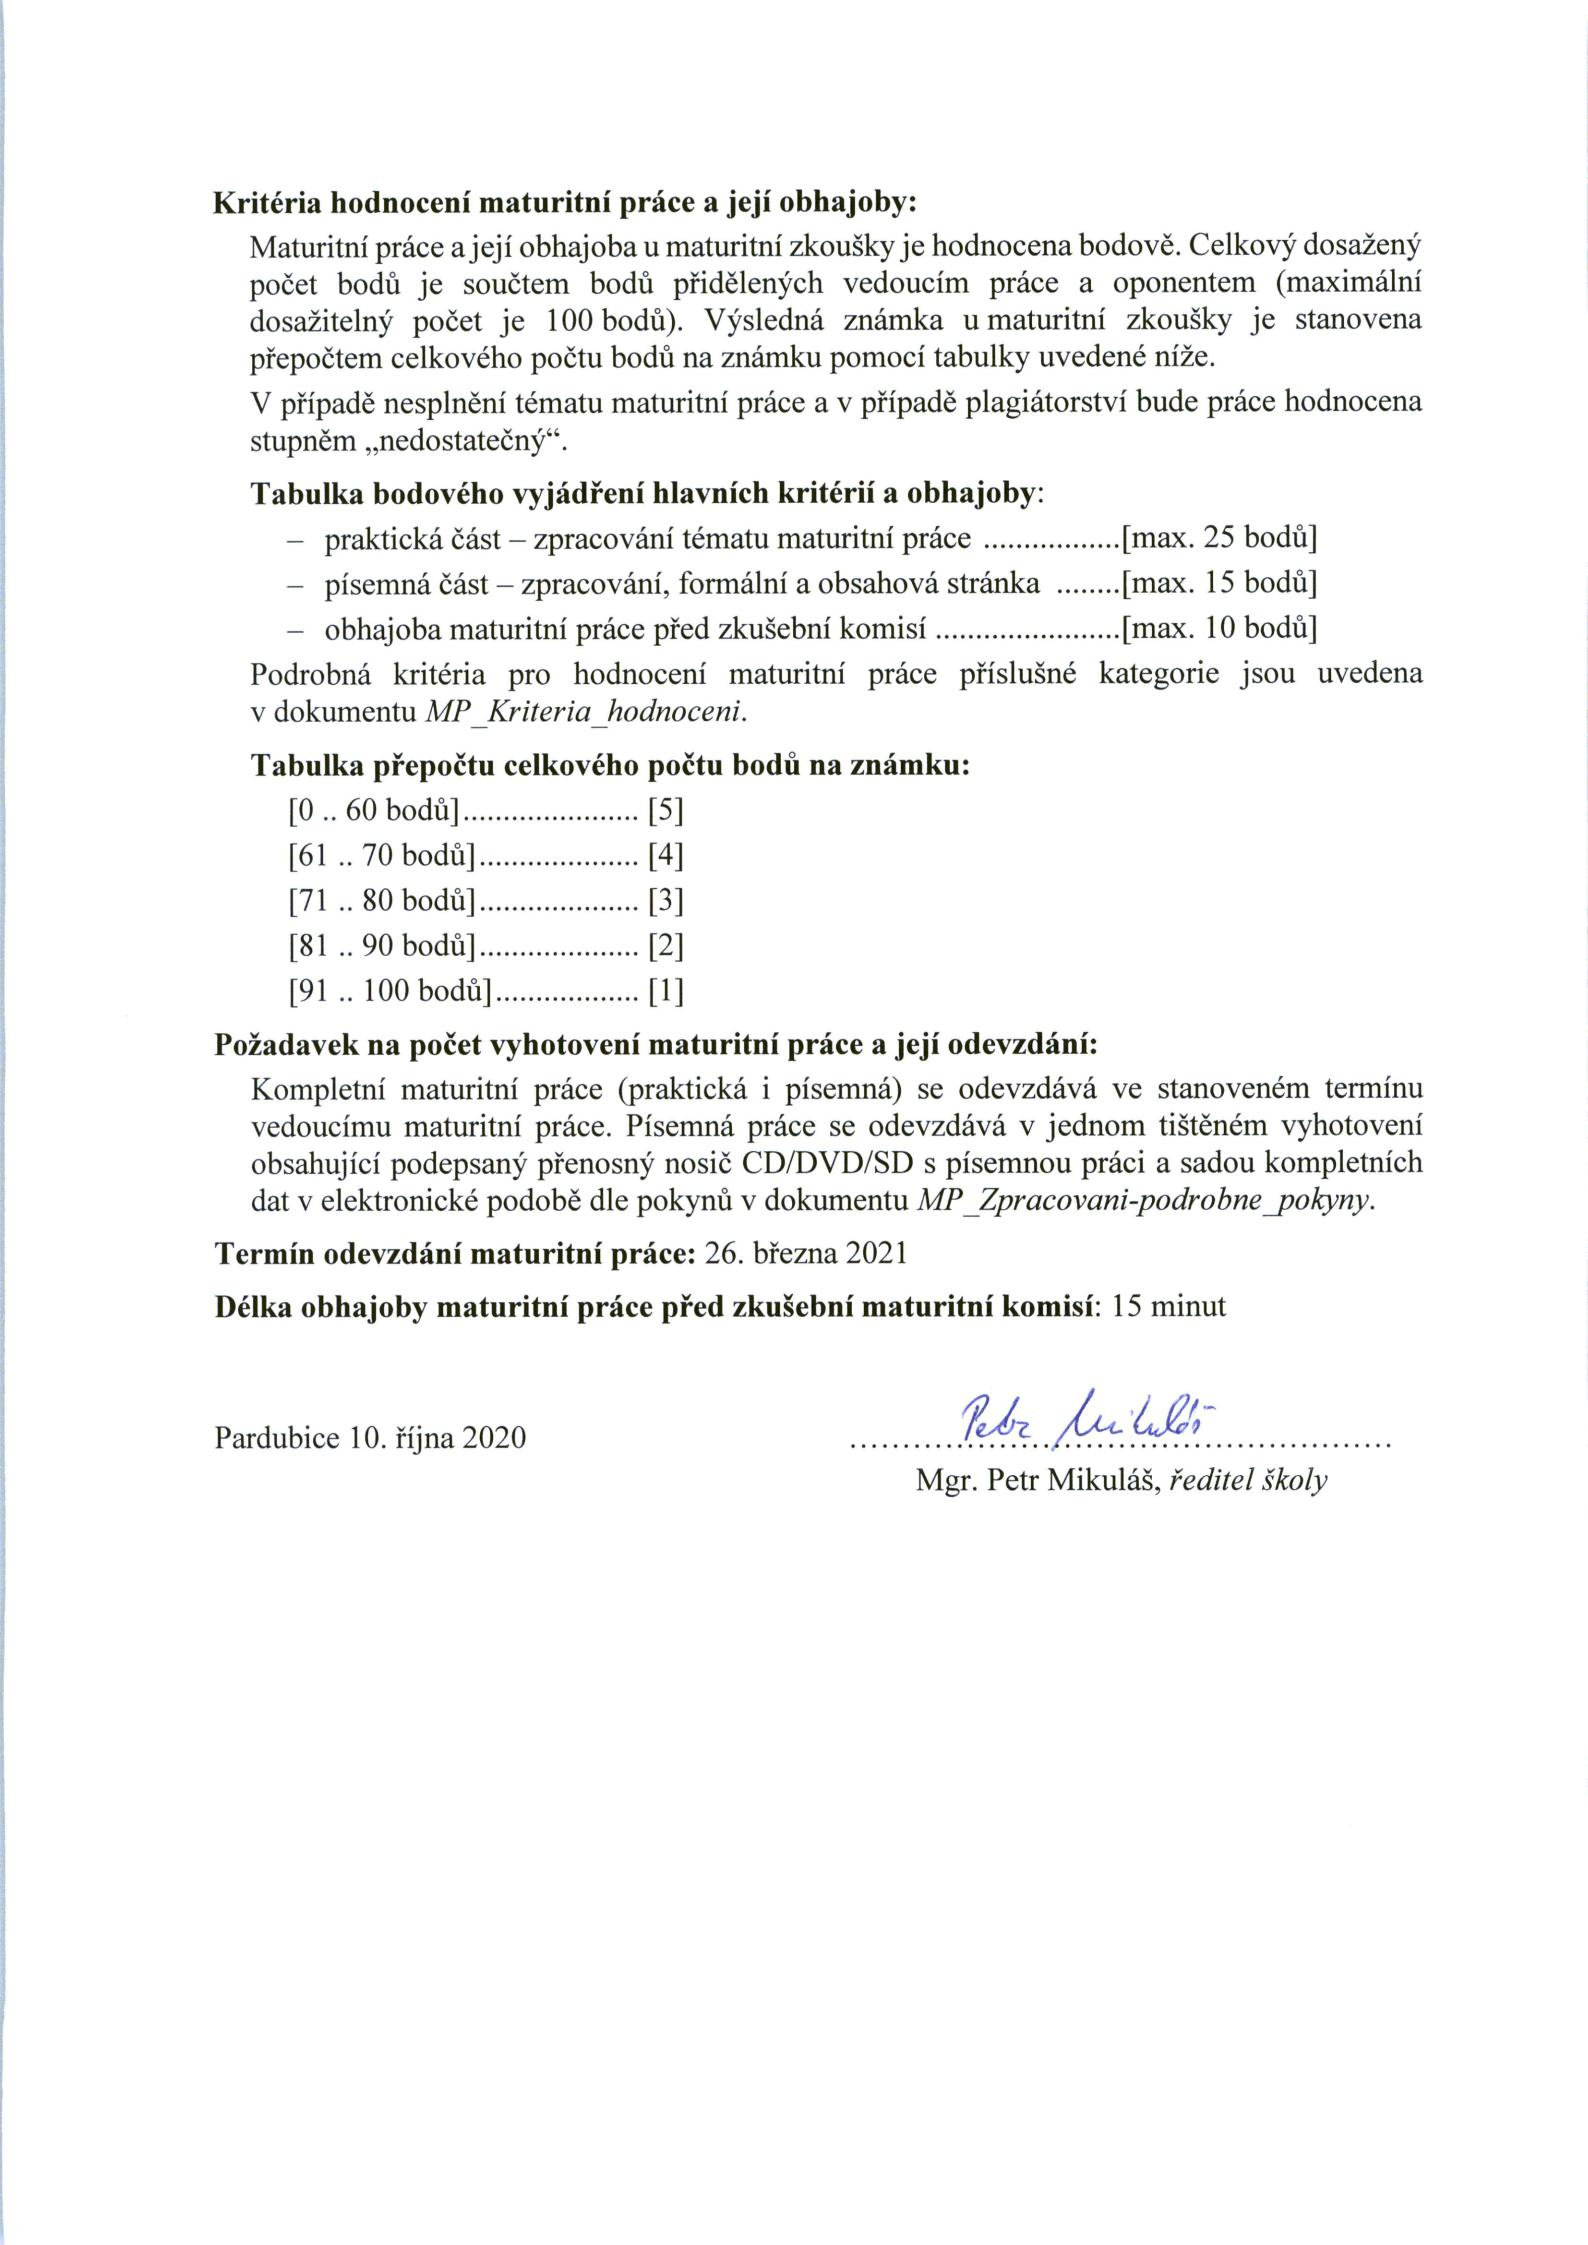 Kritéria hodnocení maturitní práce a její obhajoby:
Maturitní práce a její obhajoba u maturitní zkoušky je hodnocena bodově. Celkový dosažený
počet bodů je součtem bodů přidělených vedoucím práce a oponentem (maximální
dosažitelný počet je 100 bodů). Výsledná známka u maturitní zkoušky je stanovena
přepočtem celkového počtu bodů na známku pomocí tabulky uvedené níže.
V případě nesplnění tématu maturitní práce a v případě plagiátorství bude práce hodnocena
stupněm „nedostatečný“.
Tabulka bodového vyjádření hlavních kritérií a obhajoby:
– praktická část – zpracování tématu maturitní práce .................[max. 25 bodů]
– písemná část – zpracování, formální a obsahová stránka ........[max. 15 bodů]
– obhajoba maturitní práce před zkušební komisí .......................[max. 10 bodů]
Podrobná kritéria pro hodnocení maturitní práce příslušné kategorie jsou uvedena
v dokumentu MP_Kriteria_hodnoceni.
Tabulka přepočtu celkového počtu bodů na známku:
[0 .. 60 bodů]...................... [5]
[61 .. 70 bodů].................... [4]
[71 .. 80 bodů].................... [3]
[81 .. 90 bodů].................... [2]
[91 .. 100 bodů].................. [1]
Požadavek na počet vyhotovení maturitní práce a její odevzdání:
Kompletní maturitní práce (praktická i písemná) se odevzdává ve stanoveném termínu
vedoucímu maturitní práce. Písemná práce se odevzdává v jednom tištěném vyhotovení
obsahující podepsaný přenosný nosič CD/DVD/SD s písemnou práci a sadou kompletních
dat v elektronické podobě dle pokynů v dokumentu MP_Zpracovani-podrobne_pokyny.
Termín odevzdání maturitní práce: 26. března 2021
Délka obhajoby maturitní práce před zkušební maturitní komisí: 15 minut
Petr Mikuláš
Pardubice 10. října 2020 ....................................................
Mgr. Petr Mikuláš, ředitel školy